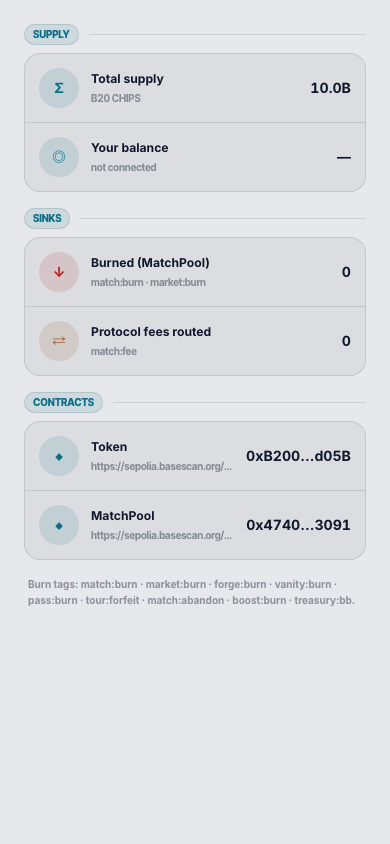 SUPPLY
Σ
Total supply
10.0B
B20 CHIPS
Your balance
—
not connected
SINKS
Burned (MatchPool)
0
match:burn · market:burn
Protocol fees routed
0
match:fee
CONTRACTS
Token
0xB200…d05B
https://sepolia.basescan.org/…
MatchPool
0x4740…3091
https://sepolia.basescan.org/…
Burn tags: match:burn · market:burn · forge:burn · vanity:burn ·
pass:burn · tour:forfeit · match:abandon · boost:burn · treasury:bb.